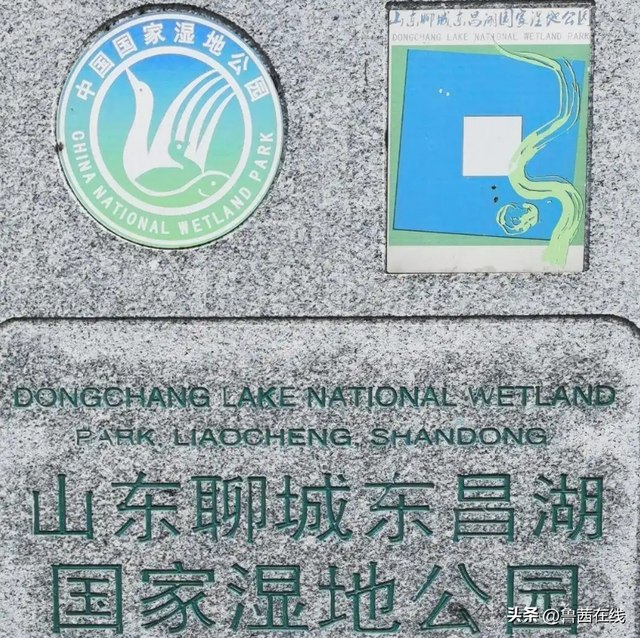 中国国家湿地公园
CHINA NATIONAL WETLAND PARK
山东聊城东昌湖国家湿地公园
DONGCHANG LAKE NATIONAL WETLAND PARK
DONGCHANG LAKE NATIONAL WETLAND
PARK, LIAOCHENG, SHANDONG
山东聊城东昌湖
国家湿地公园
头条 @鲁茜在线